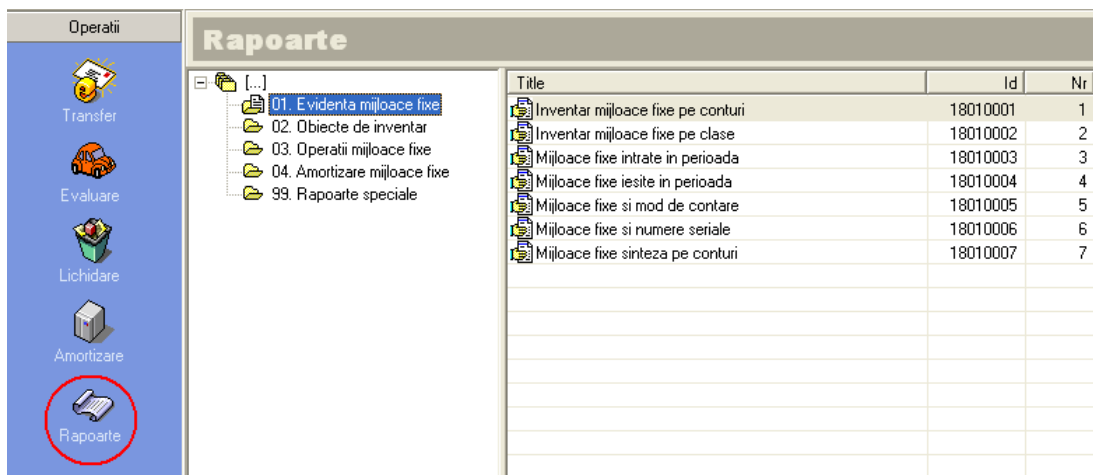 Operatii
Transfer
Evaluare
Lichidare
Amortizare
Rapoarte
Rapoarte
[...]
01. Evidenta mijloace fixe
02. Obiecte de inventar
03. Operatii mijloace fixe
04. Amortizare mijloace fixe
99. Rapoarte speciale
Title Id Nr
Inventar mijloace fixe pe conturi 18010001 1
Inventar mijloace fixe pe clase 18010002 2
Mijloace fixe intrate in perioada 18010003 3
Mijloace fixe iesite in perioada 18010004 4
Mijloace fixe si mod de contare 18010005 5
Mijloace fixe si numere seriale 18010006 6
Mijloace fixe sinteza pe conturi 18010007 7